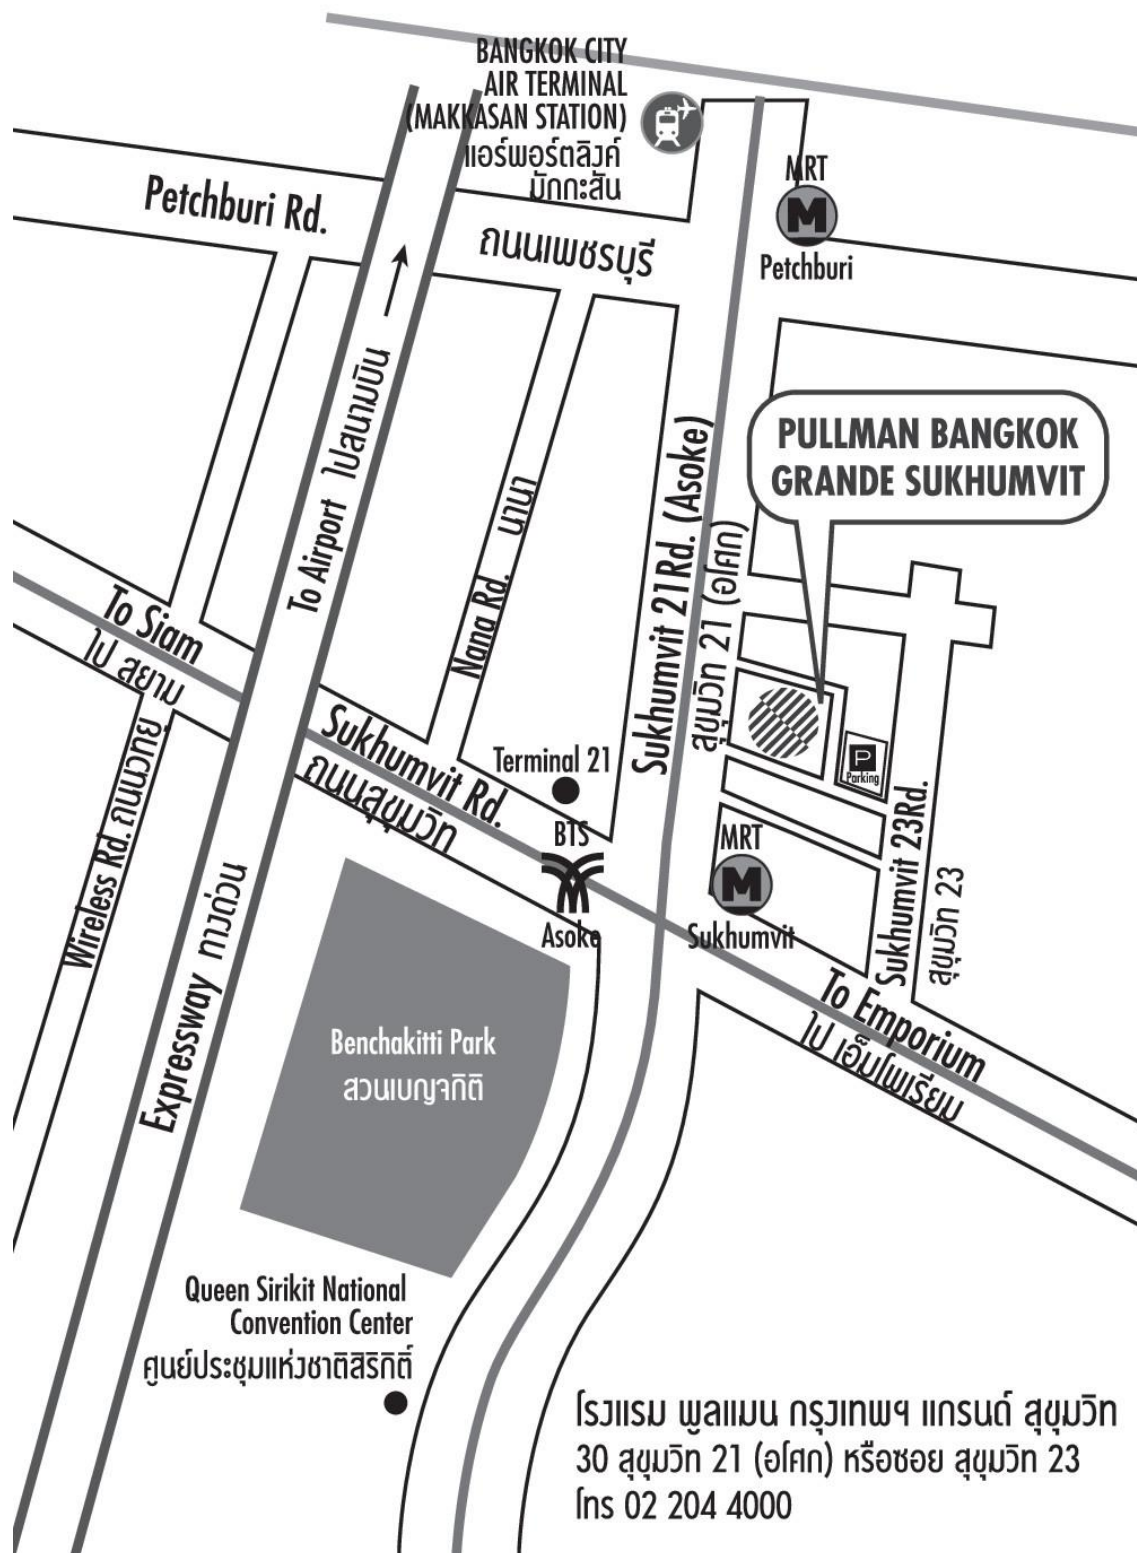 BANGKOK CITY
AIR TERMINAL
(MAKKASAN STATION)
แอร์พอร์ตลิงค์
มักกะสัน
MRT
M
Petchburi
Petchburi Rd.
ถนนเพชรบุรี
PULLMAN BANGKOK
GRANDE SUKHUMVIT
To Airport ไปสนามบิน
Nana Rd. นานา
Sukhumvit 21Rd. (Asoke)
สุขุมวิท 21 (อโศก)
To Siam
ไป สยาม
Sukhumvit Rd.
ถนนสุขุมวิท
Terminal 21
BTS
Asoke
MRT
M
Sukhumvit
P
Parking
Sukhumvit 23Rd.
สุขุมวิท 23
Wireless Rd. ถนนวิทยุ
Expressway ทางด่วน
To Emporium
ไป เอ็มโพเรียม
Benchakitti Park
สวนเบญจกิติ
Queen Sirikit National
Convention Center
ศูนย์ประชุมแห่งชาติสิริกิติ์
โรงแรม พูลแมน กรุงเทพฯ แกรนด์ สุขุมวิท
30 สุขุมวิท 21 (อโศก) หรือซอย สุขุมวิท 23
โทร 02 204 4000